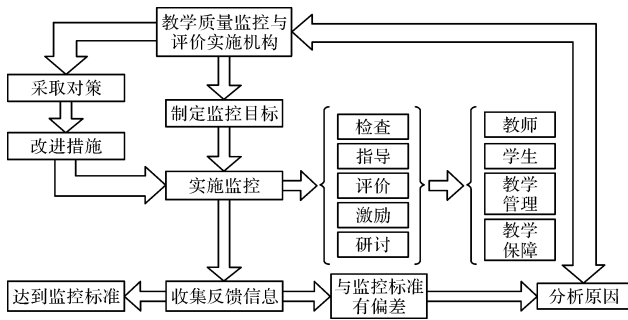 教学质量监控与
评价实施机构
采取对策
制定监控目标
改进措施
实施监控
检查
指导
评价
激励
研讨
教师
学生
教学
管理
教学
保障
达到监控标准
收集反馈信息
与监控标准
有偏差
分析原因